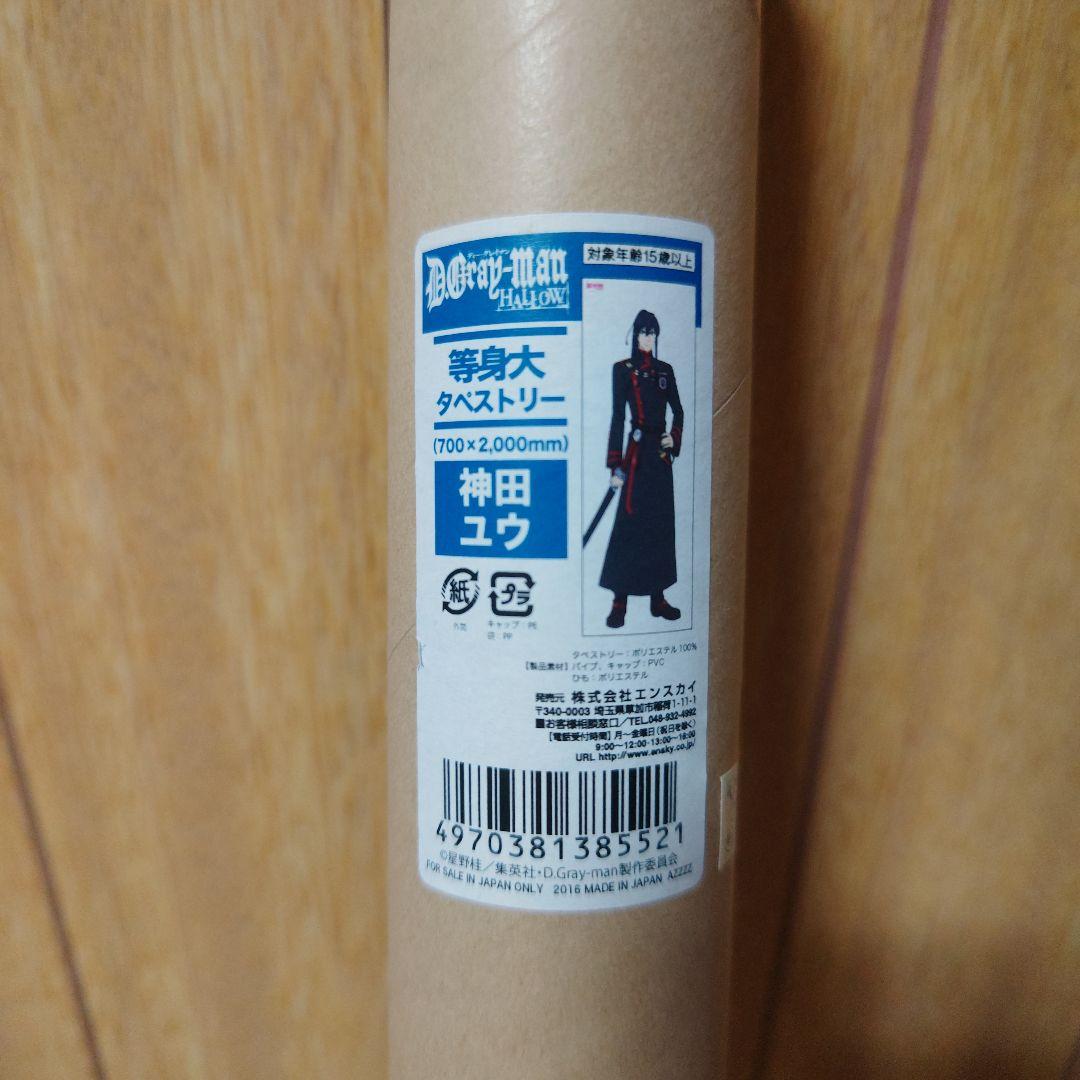 ディー・グレイマン
D.Gray-man
HALLOW
対象年齢15歳以上
等身大
タペストリー
(700×2,000mm)
神田
ユウ
紙
プラ
外筒
キャップ:PE
袋:PP
タペストリー:ポリエステル100%
【製品素材】パイプ、キャップ:PVC
ひも:ポリエステル
発売元 株式会社エンスカイ
〒340-0003 埼玉県草加市稲荷1-11-1
■お客様相談窓口/TEL.048-932-4992
【電話受付時間】月〜金曜日(祝日を除く)
9:00〜12:00・13:00〜16:00
URL http://www.ensky.co.jp/
4970381385521
©星野桂/集英社・D.Gray-man製作委員会
FOR SALE IN JAPAN ONLY 2016 MADE IN JAPAN AZZZZ